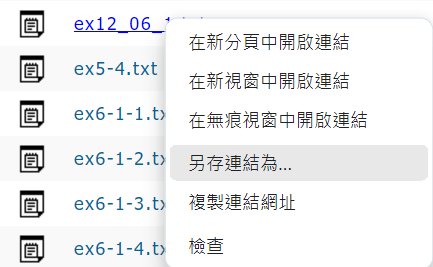 ex12_06_1
ex5-4.txt
ex6-1-1.tx
ex6-1-2.tx
ex6-1-3.tx
ex6-1-4.tx
在新分頁中開啟連結
在新視窗中開啟連結
在無痕視窗中開啟連結
另存連結為...
複製連結網址
檢查